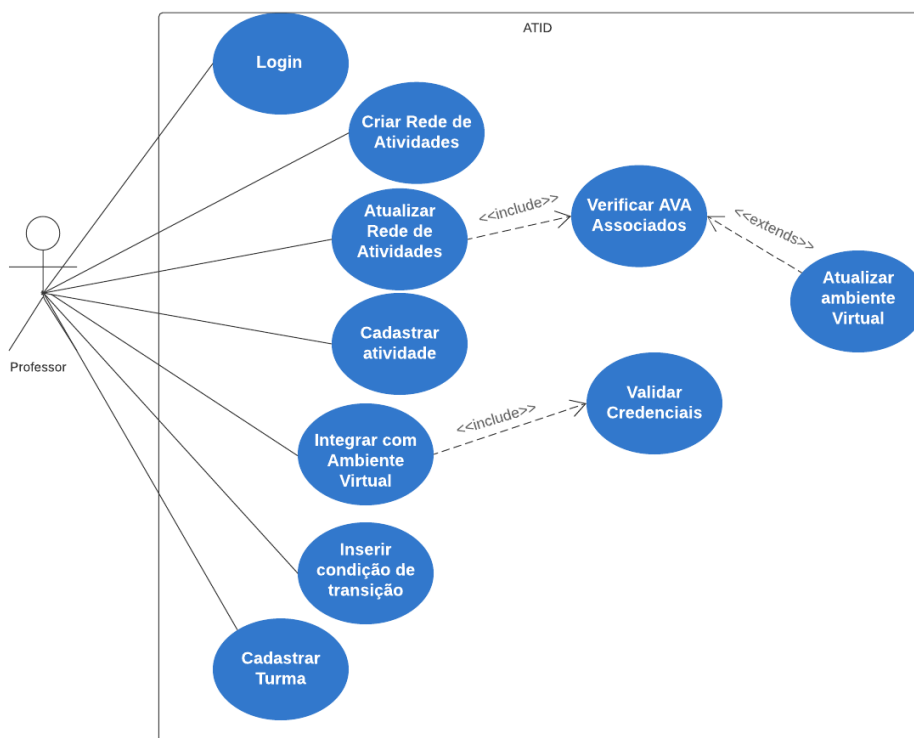 ATID
Login
Criar Rede de
Atividades
Atualizar
Rede de
Atividades
<<include>>
Verificar AVA
Associados
<<extends>>
Atualizar
ambiente
Virtual
Professor
Cadastrar
atividade
Integrar com
Ambiente
Virtual
<<include>>
Validar
Credenciais
Inserir
condição de
transição
Cadastrar
Turma